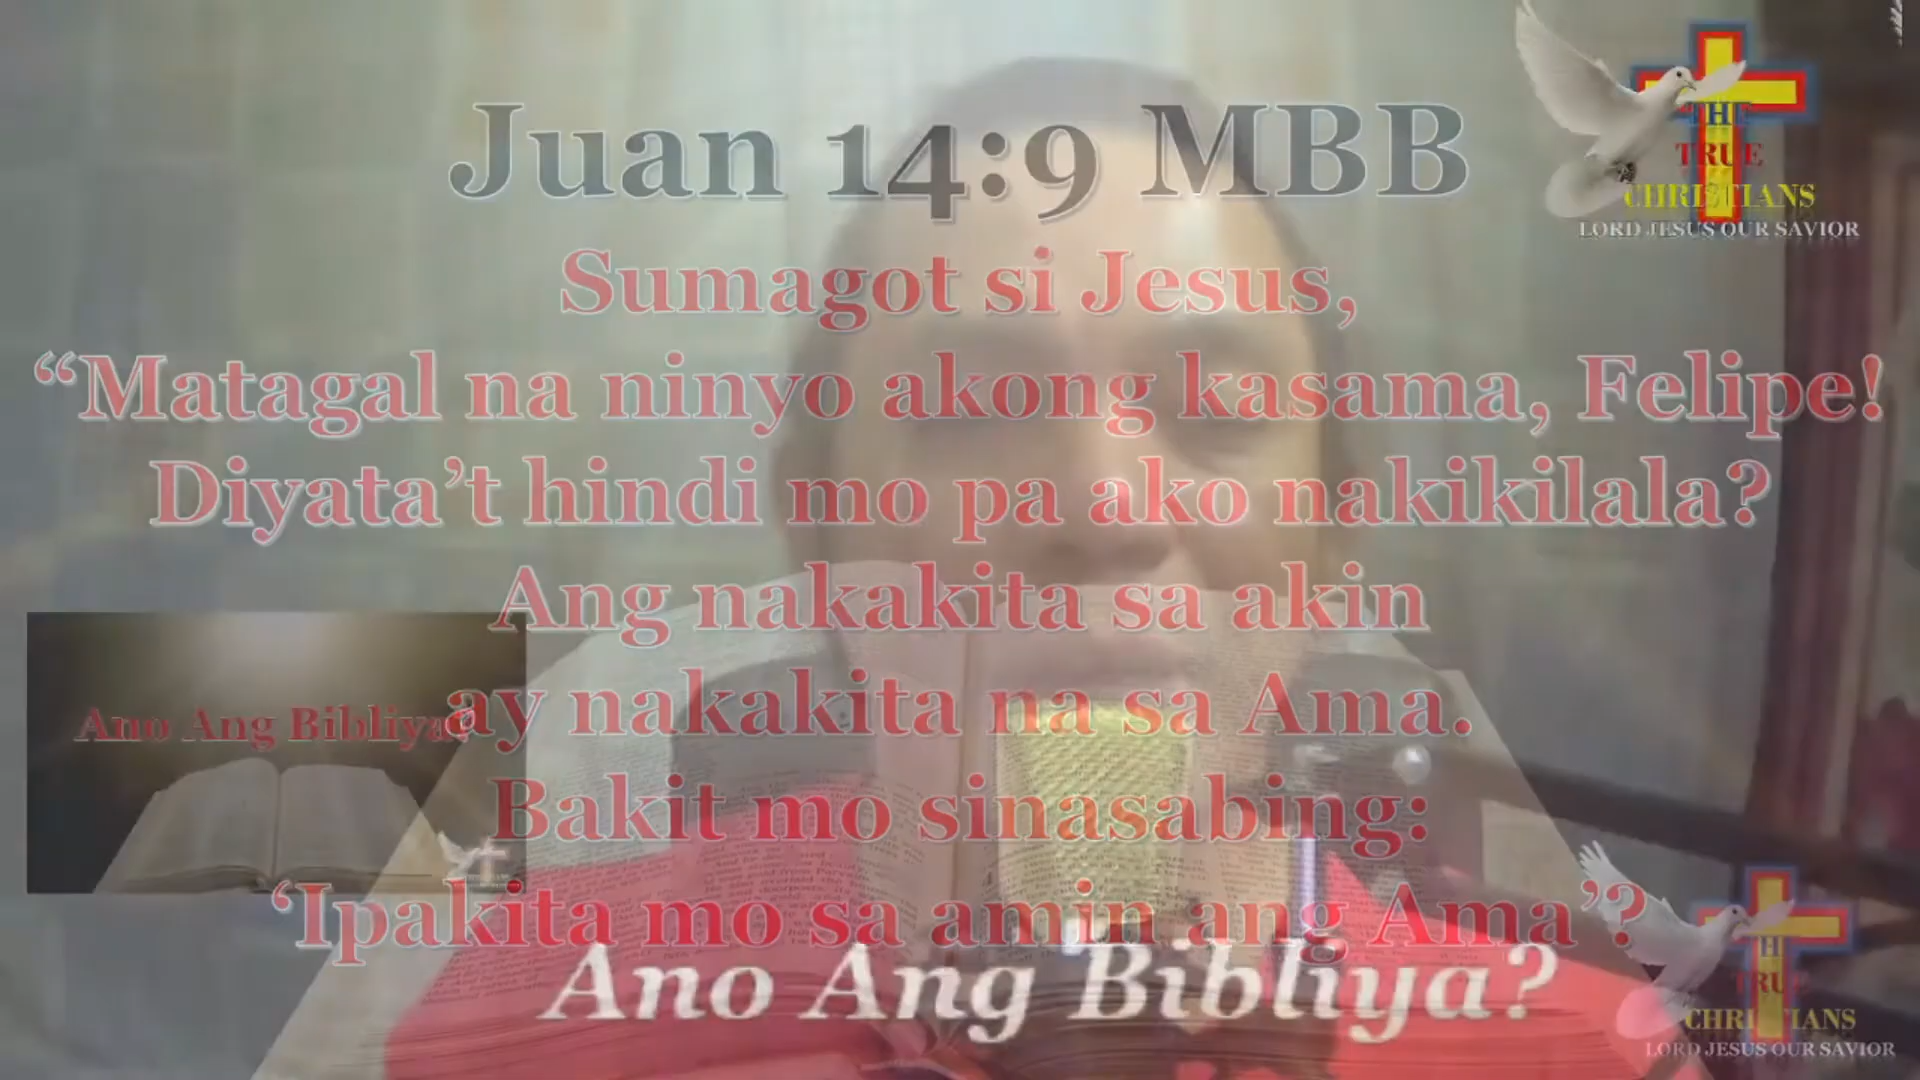 Juan 14:9 MBB
Sumagot si Jesus,
“Matagal na ninyo akong kasama, Felipe!
Diyata’t hindi mo pa ako nakikilala?
Ang nakakita sa akin
ay nakakita na sa Ama.
Bakit mo sinasabing:
‘Ipakita mo sa amin ang Ama’?
Ano Ang Bibliya?
Ano Ang Bibliya?
THE
TRUE
CHRISTIANS
LORD JESUS OUR SAVIOR
TRUE
CHRISTIANS
LORD JESUS OUR SAVIOR